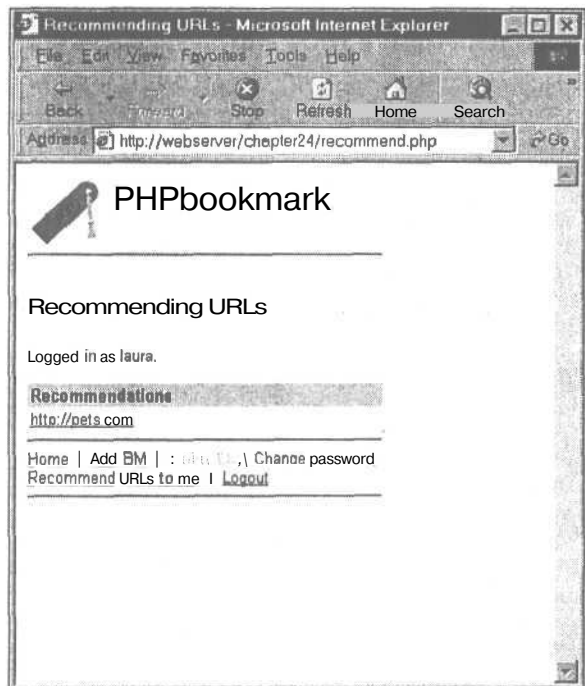 Recommending URLs - Microsoft Internet Explorer
File Edit View Favorites Tools Help
Back Forward Stop Refresh Home Search
Address http://webserver/chapter24/recommend.php Go
PHPbookmark
Recommending URLs
Logged in as laura.
Recommendations
http://pets com
Home | Add BM | Change password
Recommend URLs to me | Logout